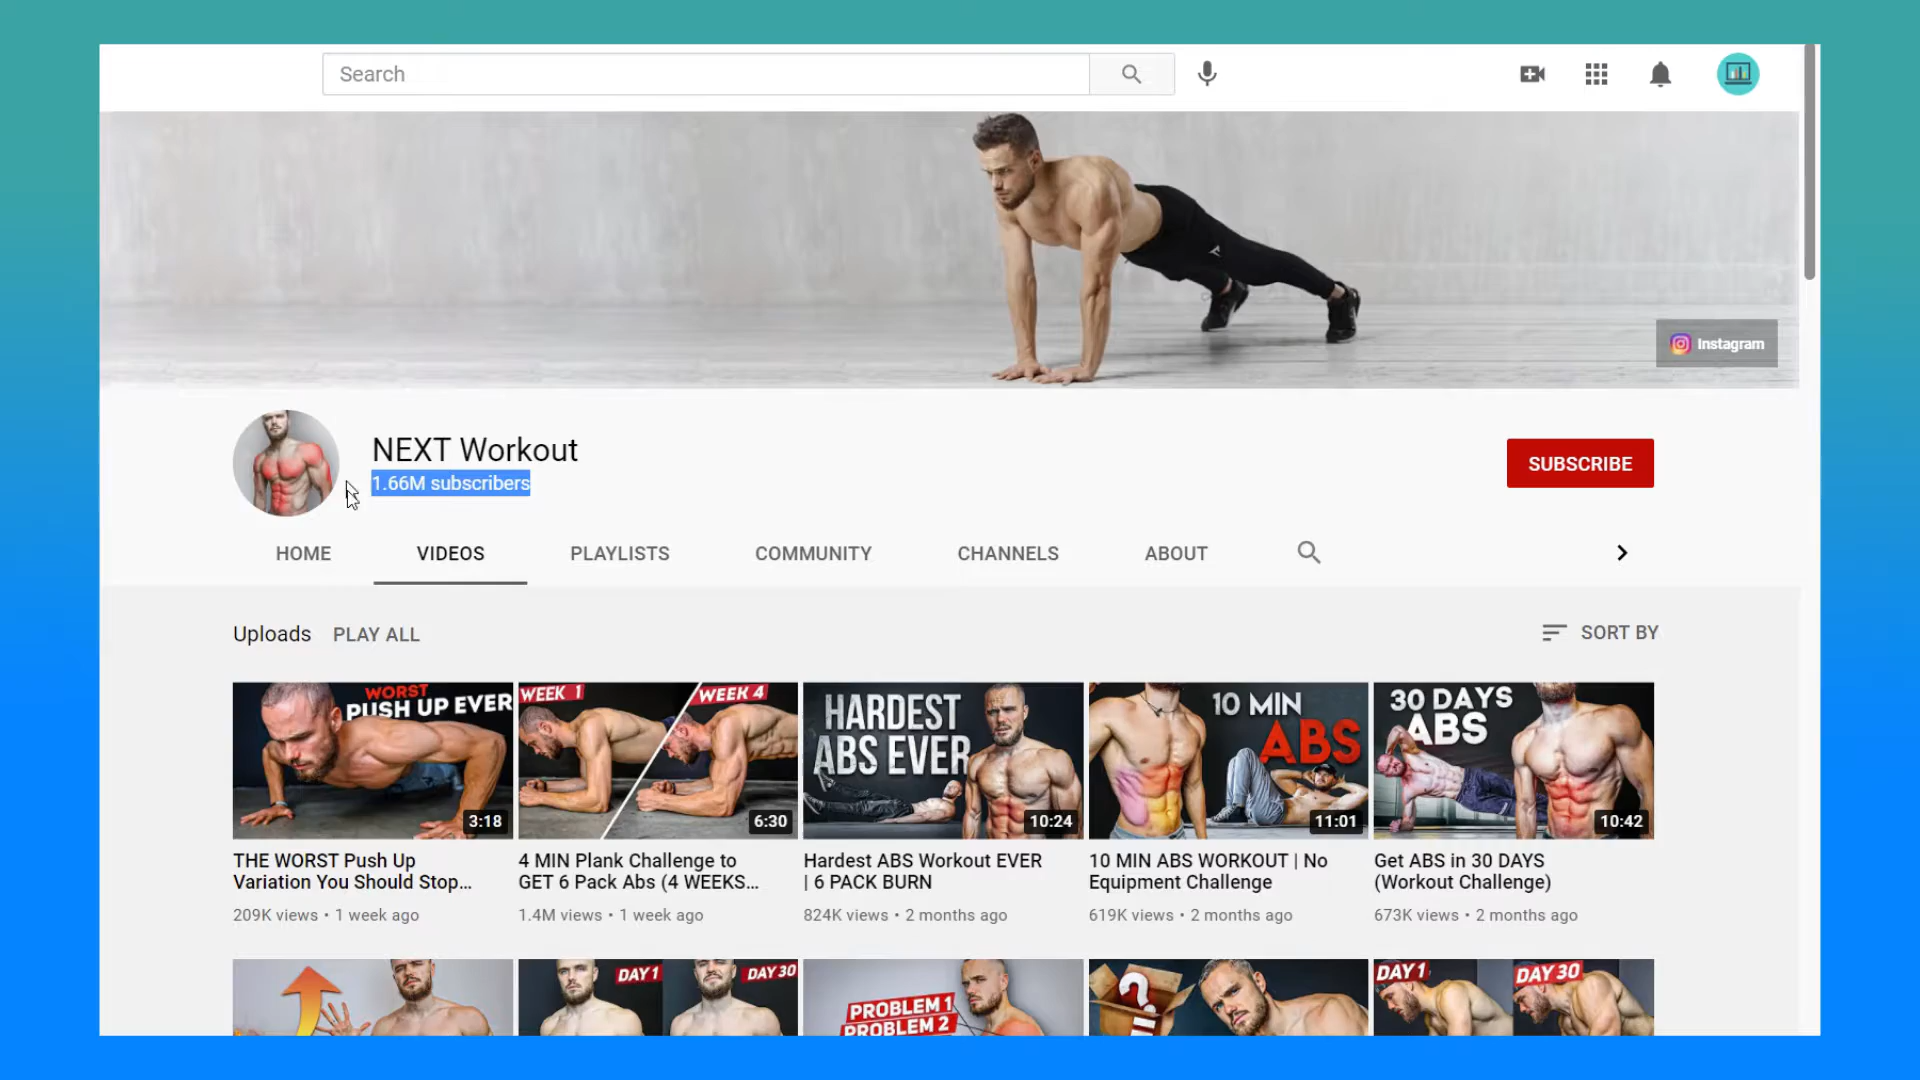 Search
Instagram
NEXT Workout
1.66M subscribers
SUBSCRIBE
HOME VIDEOS PLAYLISTS COMMUNITY CHANNELS ABOUT
Uploads PLAY ALL SORT BY
WORST
PUSH UP EVER
3:18
WEEK 1 WEEK 4
6:30
HARDEST
ABS EVER
10:24
10 MIN
ABS
11:01
30 DAYS
ABS
10:42
THE WORST Push Up
Variation You Should Stop...
209K views • 1 week ago
4 MIN Plank Challenge to
GET 6 Pack Abs (4 WEEKS...
1.4M views • 1 week ago
Hardest ABS Workout EVER
| 6 PACK BURN
824K views • 2 months ago
10 MIN ABS WORKOUT | No
Equipment Challenge
619K views • 2 months ago
Get ABS in 30 DAYS
(Workout Challenge)
673K views • 2 months ago
DAY 1 DAY 30
PROBLEM 1
PROBLEM 2
?
DAY 1 DAY 30